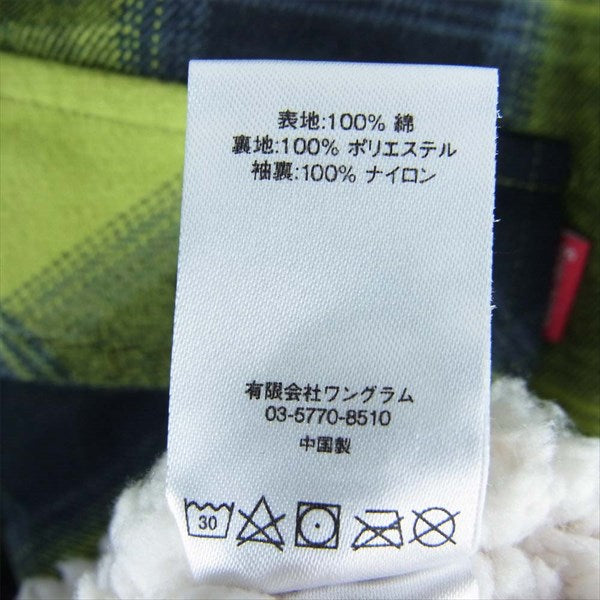 表地:100% 綿
裏地:100% ポリエステル
袖裏:100% ナイロン
有限会社ワングラム
03-5770-8510
中国製
30